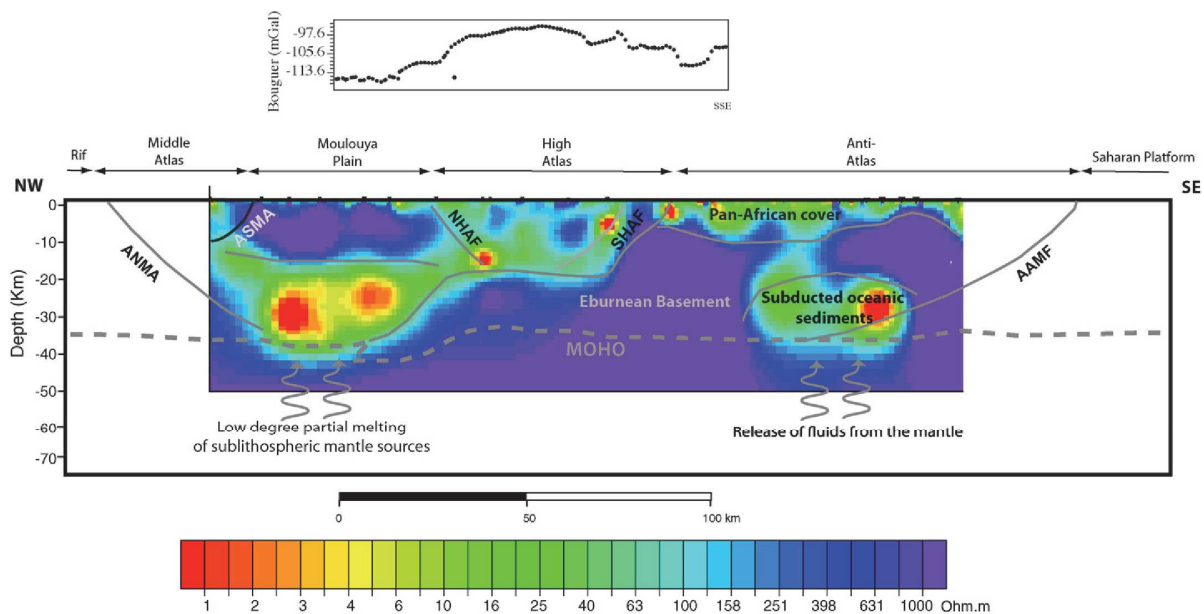 Bouguer (mGal)
-97.6
-105.6
-113.6
SSE
Rif
Middle
Atlas
Moulouya
Plain
High
Atlas
Anti-
Atlas
Saharan Platform
NW
SE
0
-10
-20
-30
-40
-50
-60
-70
Depth (Km)
ANMA
ASMA
NHAF
SHAF
AAMF
Pan-African cover
Eburnean Basement
Subducted oceanic
sediments
MOHO
Low degree partial melting
of sublithospheric mantle sources
Release of fluids from the mantle
0
50
100 km
1 2 3 4 6 10 16 25 40 63 100 158 251 398 631 1000 Ohm.m